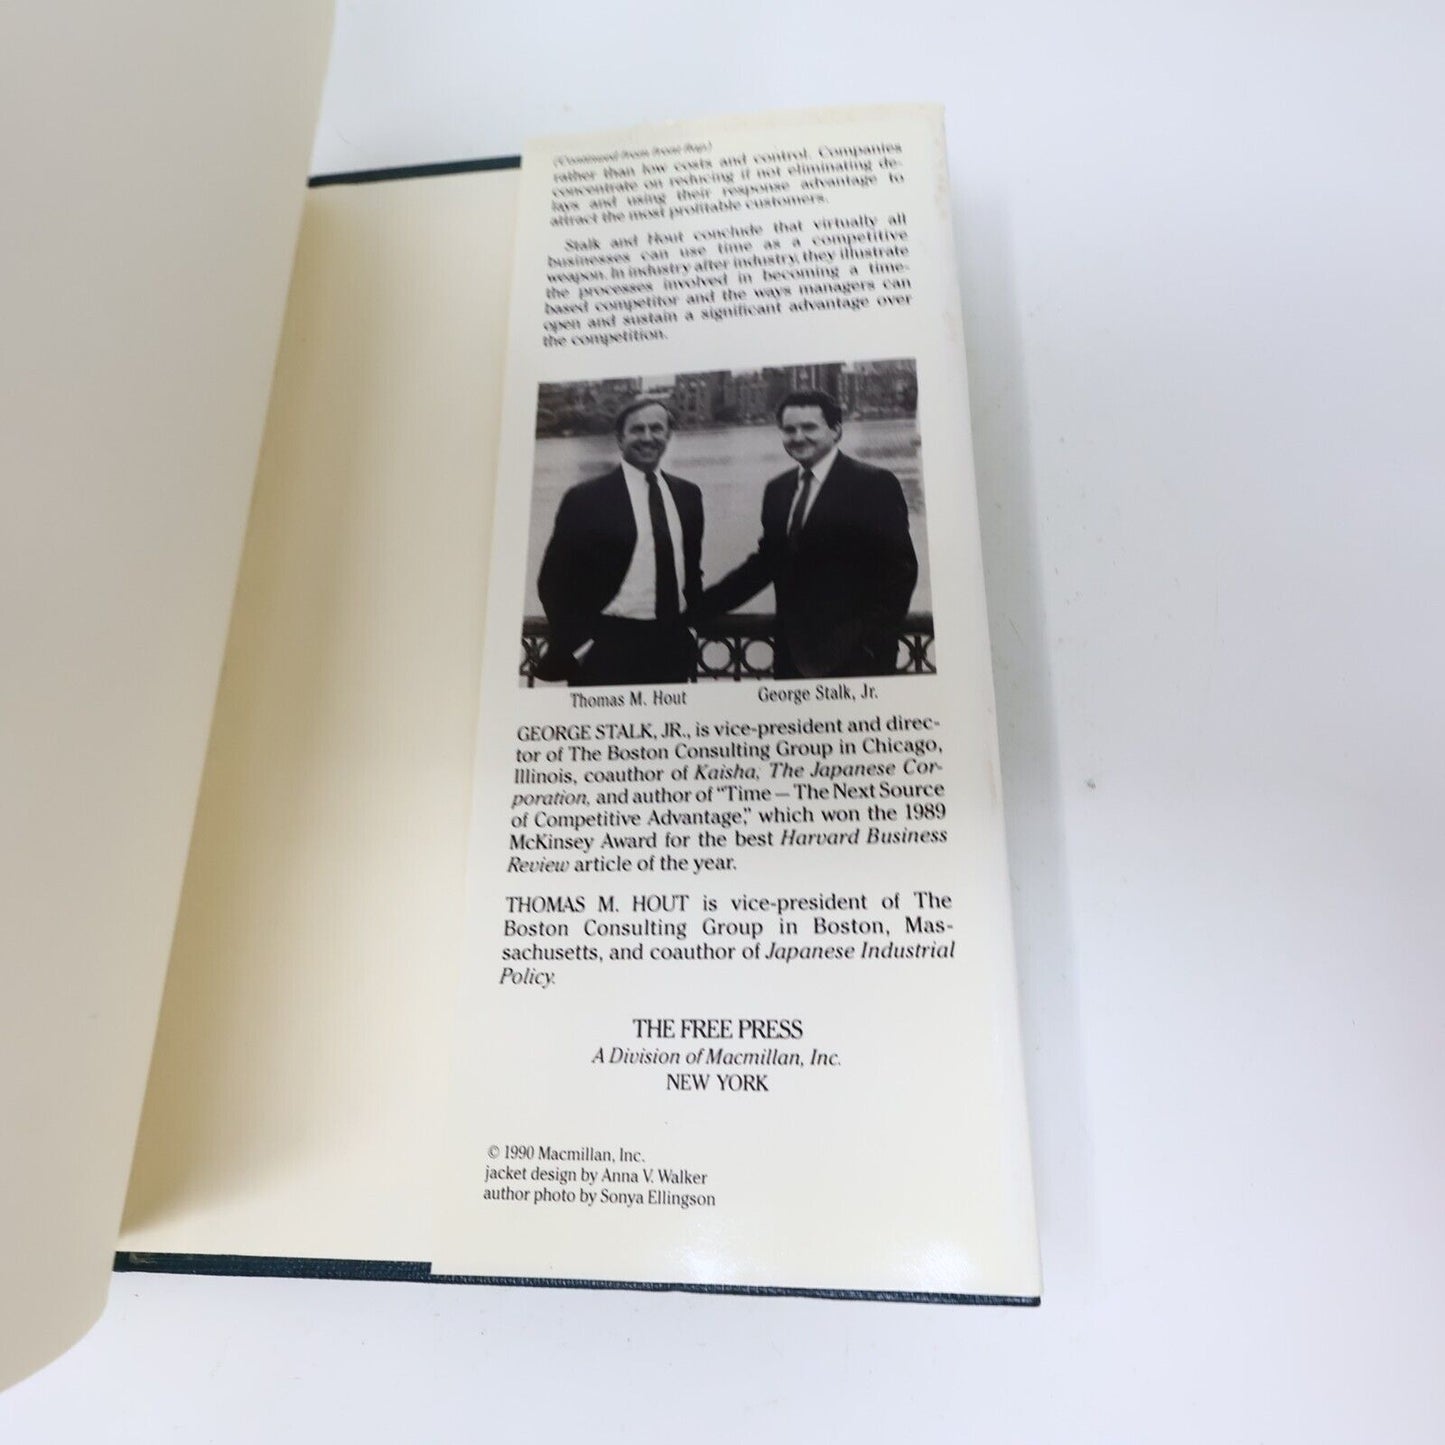 (Continued from front flap)
rather than low costs and control. Companies
concentrate on reducing if not eliminating de-
lays and using their response advantage to
attract the most profitable customers.
Stalk and Hout conclude that virtually all
businesses can use time as a competitive
weapon. In industry after industry, they illustrate
the processes involved in becoming a time-
based competitor and the ways managers can
open and sustain a significant advantage over
the competition.
Thomas M. Hout George Stalk, Jr.
GEORGE STALK, JR., is vice-president and direc-
tor of The Boston Consulting Group in Chicago,
Illinois, coauthor of Kaisha, The Japanese Cor-
poration, and author of “Time — The Next Source
of Competitive Advantage,” which won the 1989
McKinsey Award for the best Harvard Business
Review article of the year.
THOMAS M. HOUT is vice-president of The
Boston Consulting Group in Boston, Mas-
sachusetts, and coauthor of Japanese Industrial
Policy.
THE FREE PRESS
A Division of Macmillan, Inc.
NEW YORK
© 1990 Macmillan, Inc.
jacket design by Anna V. Walker
author photo by Sonya Ellingson